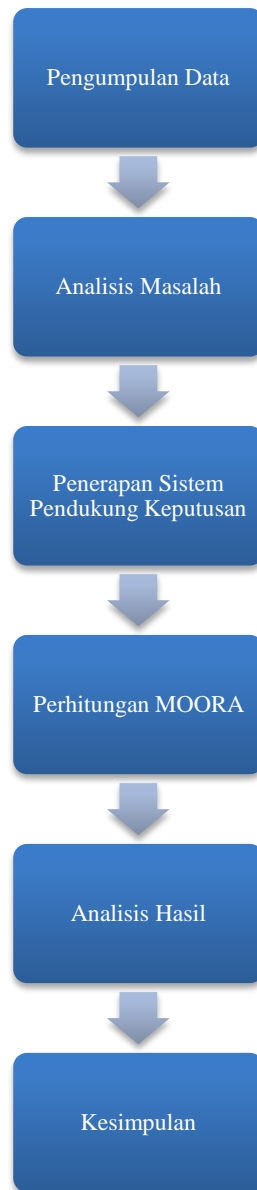 Pengumpulan Data
Analisis Masalah
Penerapan Sistem
Pendukung Keputusan
Perhitungan MOORA
Analisis Hasil
Kesimpulan